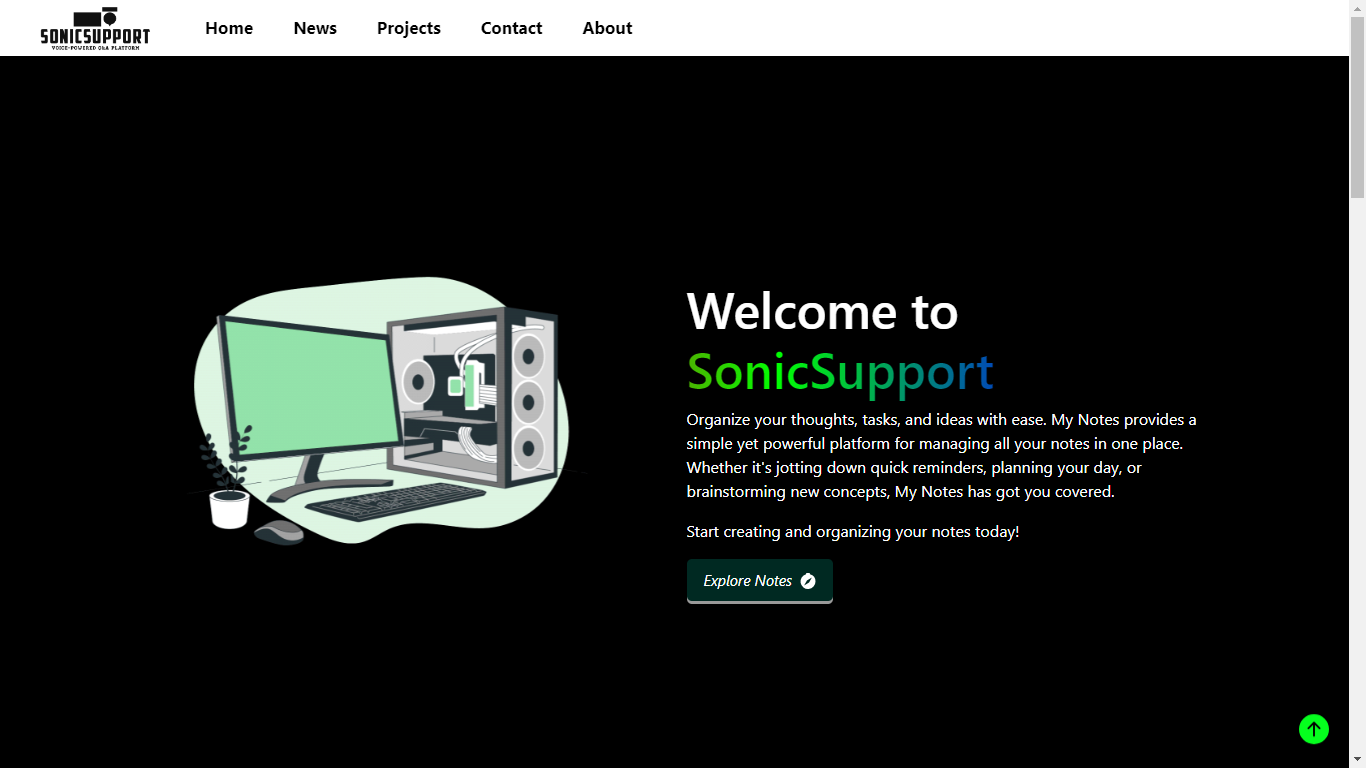 SONICSUPPORT
VOICE-POWERED Q&A PLATFORM
Home
News
Projects
Contact
About
Welcome to
SonicSupport
Organize your thoughts, tasks, and ideas with ease. My Notes provides a
simple yet powerful platform for managing all your notes in one place.
Whether it's jotting down quick reminders, planning your day, or
brainstorming new concepts, My Notes has got you covered.
Start creating and organizing your notes today!
Explore Notes